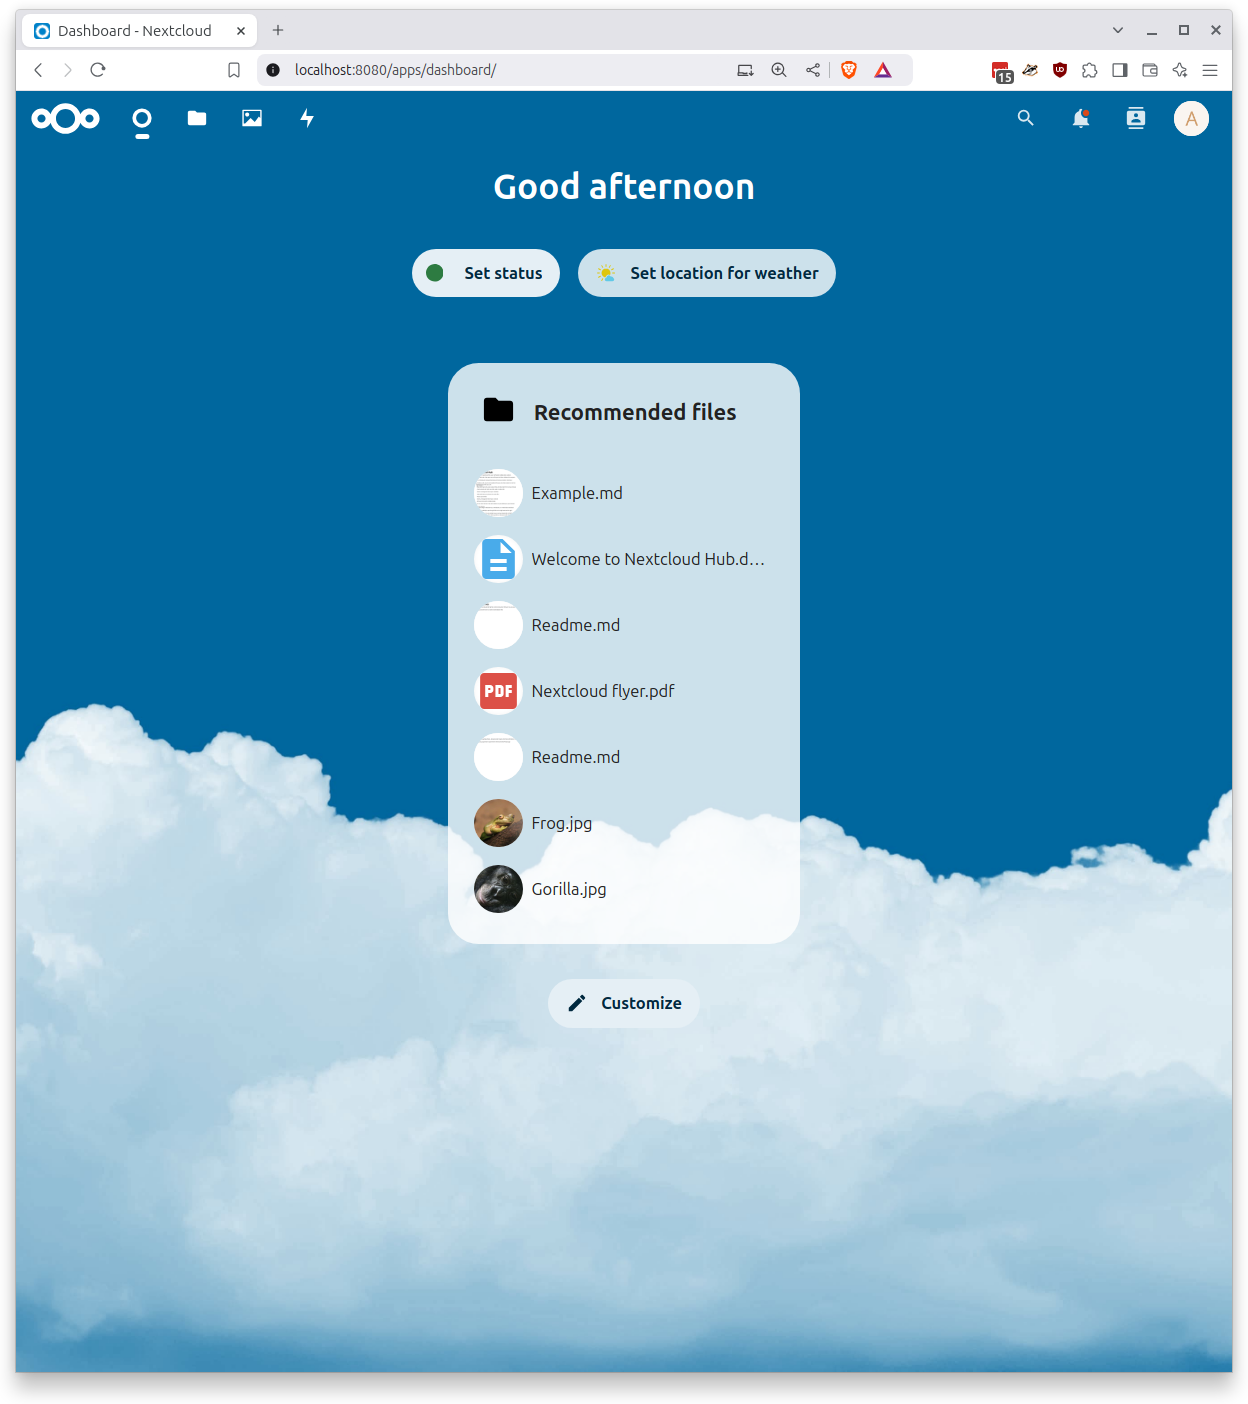 Dashboard - Nextcloud
localhost:8080/apps/dashboard/
15
A
Good afternoon
Set status
Set location for weather
Recommended files
Example.md
Welcome to Nextcloud Hub.d...
Readme.md
PDF
Nextcloud flyer.pdf
Readme.md
Frog.jpg
Gorilla.jpg
Customize